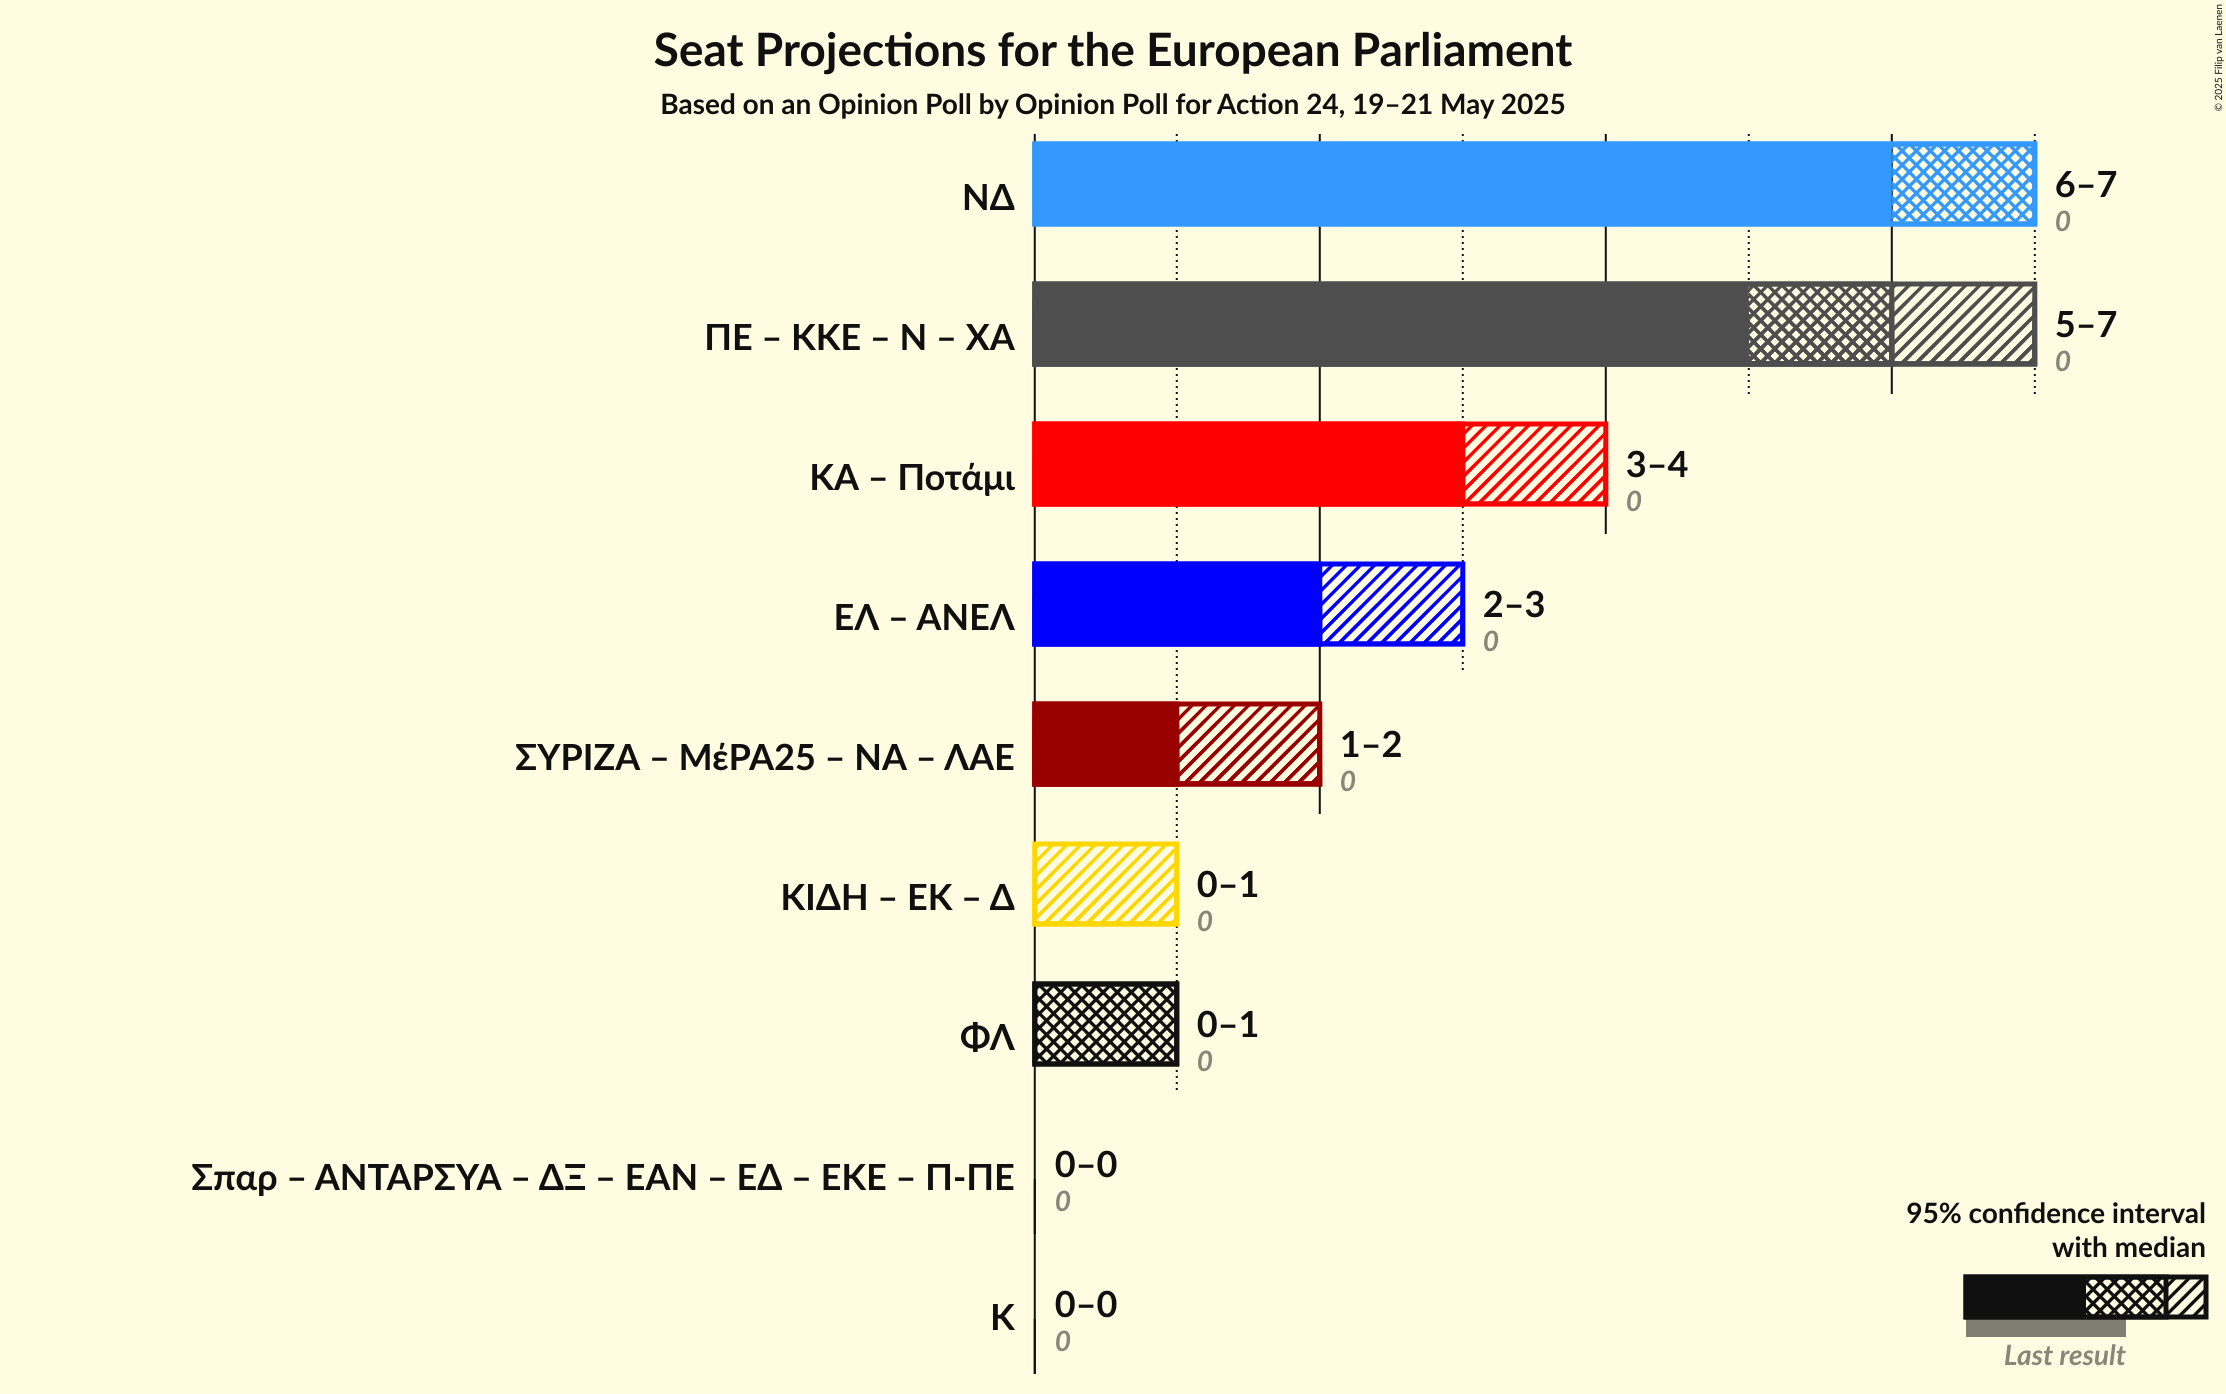 Seat Projections for the European Parliament
Based on an Opinion Poll by Opinion Poll for Action 24, 19–21 May 2025
© 2025 Filip van Laenen
ΝΔ
6–7
0
ΠΕ – ΚΚΕ – Ν – ΧΑ
5–7
0
ΚΑ – Ποτάμι
3–4
0
ΕΛ – ΑΝΕΛ
2–3
0
ΣΥΡΙΖΑ – ΜέΡΑ25 – ΝΑ – ΛΑΕ
1–2
0
ΚΙΔΗ – ΕΚ – Δ
0–1
0
ΦΛ
0–1
0
Σπαρ – ΑΝΤΑΡΣΥΑ – ΔΞ – ΕΑΝ – ΕΔ – ΕΚΕ – Π-ΠΕ
0–0
0
Κ
0–0
0
95% confidence interval
with median
Last result